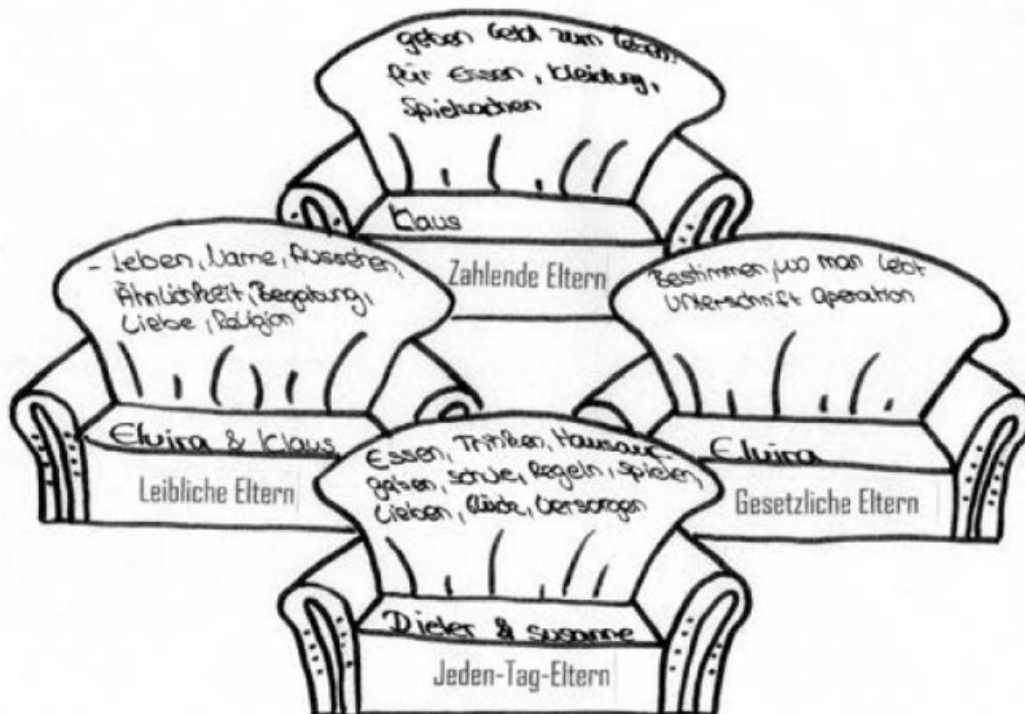 geben Geld zum Leben:
für Essen, Kleidung,
Spielsachen
Klaus
Zahlende Eltern
- Leben, Name, Aussehen,
Ähnlichkeit, Begabung,
Liebe, Religion
Elvira & Klaus
Leibliche Eltern
Bestimmen, wo man lebt
Unterschrift Operation
Elvira
Gesetzliche Eltern
Essen, Trinken, Hausauf-
gaben, Schule, Regeln, Spielen,
Lieben, Versorgen
Dieter & Susanne
Jeden-Tag-Eltern